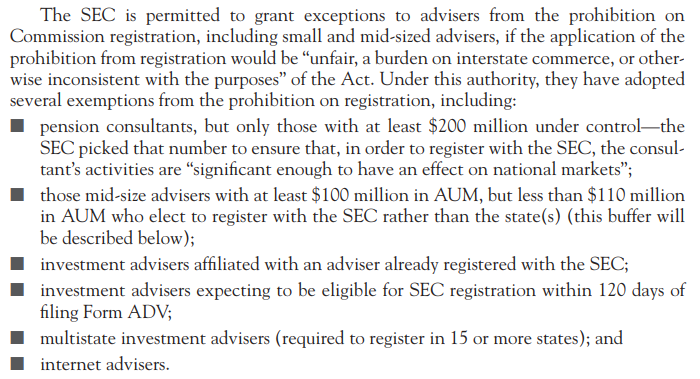 The SEC is permitted to grant exceptions to advisers from the prohibition on
Commission registration, including small and mid-sized advisers, if the application of the
prohibition from registration would be “unfair, a burden on interstate commerce, or other-
wise inconsistent with the purposes” of the Act. Under this authority, they have adopted
several exemptions from the prohibition on registration, including:
■ pension consultants, but only those with at least $200 million under control—the
SEC picked that number to ensure that, in order to register with the SEC, the consul-
tant’s activities are “significant enough to have an effect on national markets”;
■ those mid-size advisers with at least $100 million in AUM, but less than $110 million
in AUM who elect to register with the SEC rather than the state(s) (this buffer will
be described below);
■ investment advisers affiliated with an adviser already registered with the SEC;
■ investment advisers expecting to be eligible for SEC registration within 120 days of
filing Form ADV;
■ multistate investment advisers (required to register in 15 or more states); and
■ internet advisers.